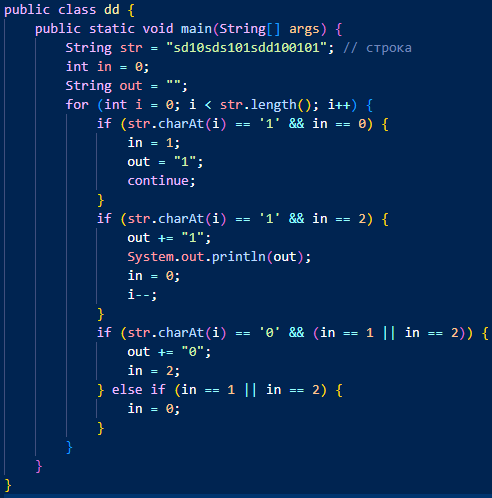 public class dd {
    public static void main(String[] args) {
        String str = "sd10sds101sdd100101"; // строка
        int in = 0;
        String out = "";
        for (int i = 0; i < str.length(); i++) {
            if (str.charAt(i) == '1' && in == 0) {
                in = 1;
                out = "1";
                continue;
            }
            if (str.charAt(i) == '1' && in == 2) {
                out += "1";
                System.out.println(out);
                in = 0;
                i--;
            }
            if (str.charAt(i) == '0' && (in == 1 || in == 2)) {
                out += "0";
                in = 2;
            } else if (in == 1 || in == 2) {
                in = 0;
            }
        }
    }
}